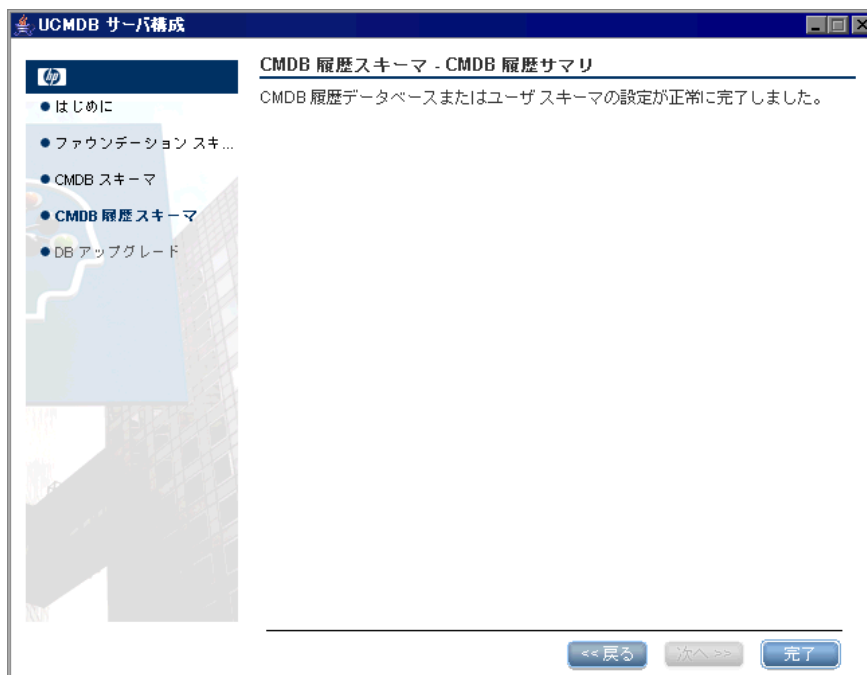 UCMDB サーバ構成
hp
はじめに
ファウンデーション スキ...
CMDB スキーマ
CMDB 履歴スキーマ
DB アップグレード
CMDB 履歴スキーマ - CMDB 履歴サマリ
CMDB 履歴データベースまたはユーザ スキーマの設定が正常に完了しました。
<< 戻る
次へ >>
完了